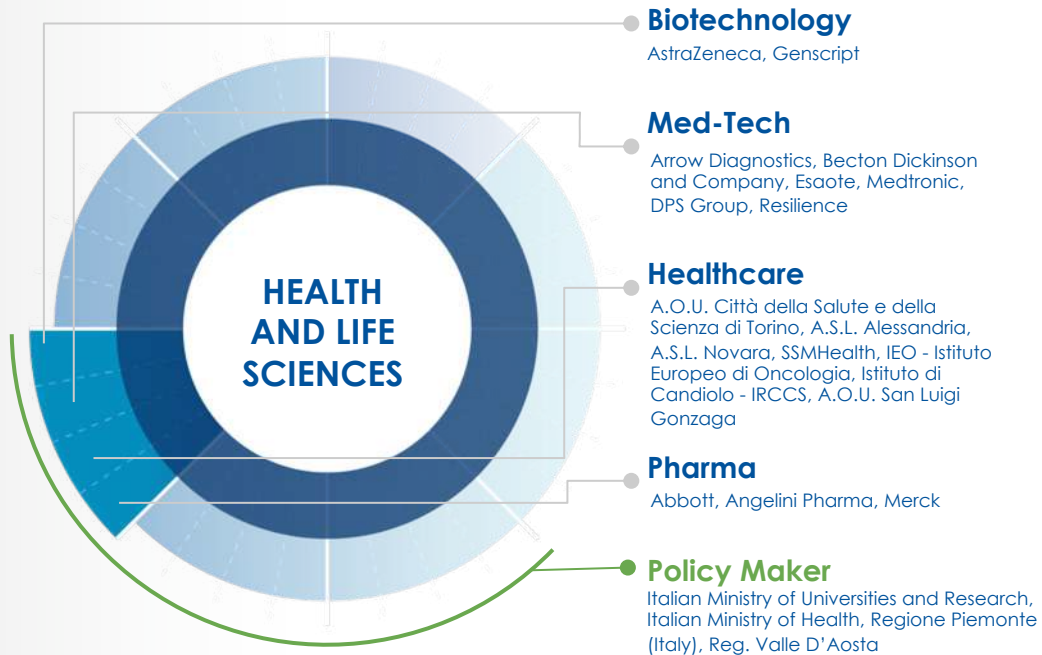 HEALTH
AND LIFE
SCIENCES
Biotechnology
AstraZeneca, Genscript
Med-Tech
Arrow Diagnostics, Becton Dickinson
and Company, Esaote, Medtronic,
DPS Group, Resilience
Healthcare
A.O.U. Città della Salute e della
Scienza di Torino, A.S.L. Alessandria,
A.S.L. Novara, SSMHealth, IEO - Istituto
Europeo di Oncologia, Istituto di
Candiolo - IRCCS, A.O.U. San Luigi
Gonzaga
Pharma
Abbott, Angelini Pharma, Merck
Policy Maker
Italian Ministry of Universities and Research,
Italian Ministry of Health, Regione Piemonte
(Italy), Reg. Valle D'Aosta